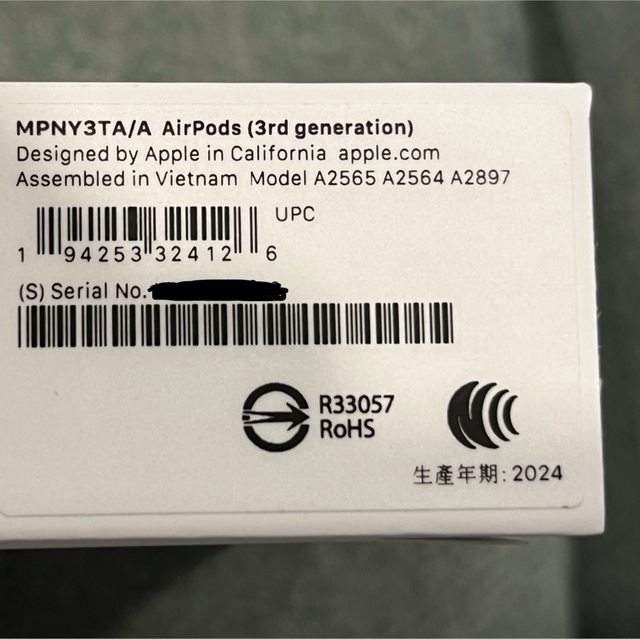 MPNY3TA/A AirPods (3rd generation)
Designed by Apple in California apple.com
Assembled in Vietnam Model A2565 A2564 A2897
UPC
1 94253 32412 6
(S) Serial No.
R33057
RoHS
生產年期: 2024